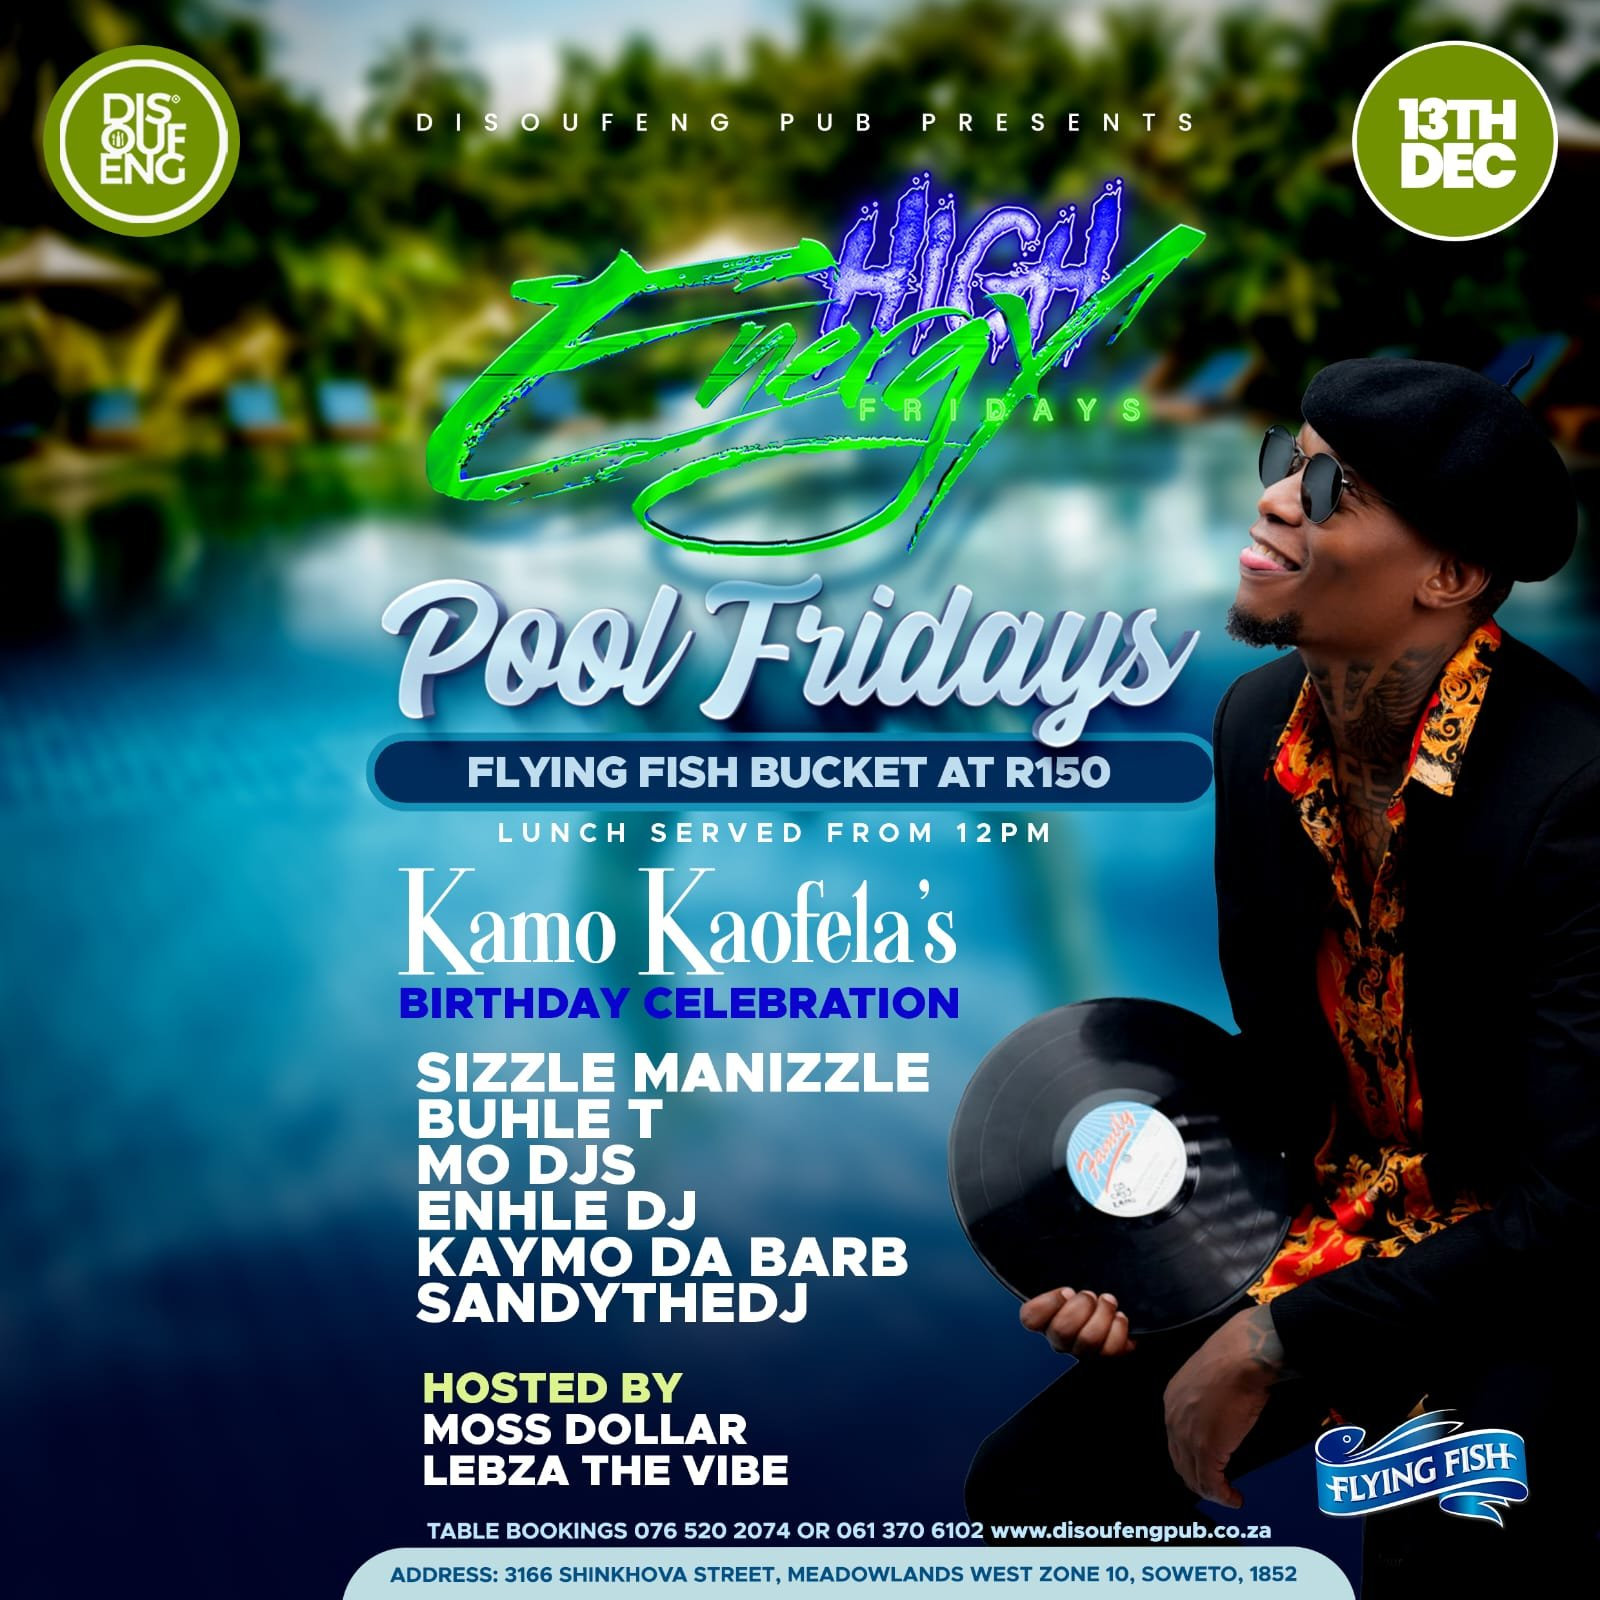 DIS
OUF
ENG
13TH
DEC
DISOUFENG PUB PRESENTS
HIGH
Energy
FRIDAYS
Pool Fridays
FLYING FISH BUCKET AT R150
LUNCH SERVED FROM 12PM
Kamo Kaofela's
BIRTHDAY CELEBRATION
SIZZLE MANIZZLE
BUHLE T
MO DJS
ENHLE DJ
KAYMO DA BARB
SANDYTHEDJ
Family
HOSTED BY
MOSS DOLLAR
LEBZA THE VIBE
FLYING FISH
TABLE BOOKINGS 076 520 2074 OR 061 370 6102 www.disoufengpub.co.za
ADDRESS: 3166 SHINKHOVA STREET, MEADOWLANDS WEST ZONE 10, SOWETO, 1852